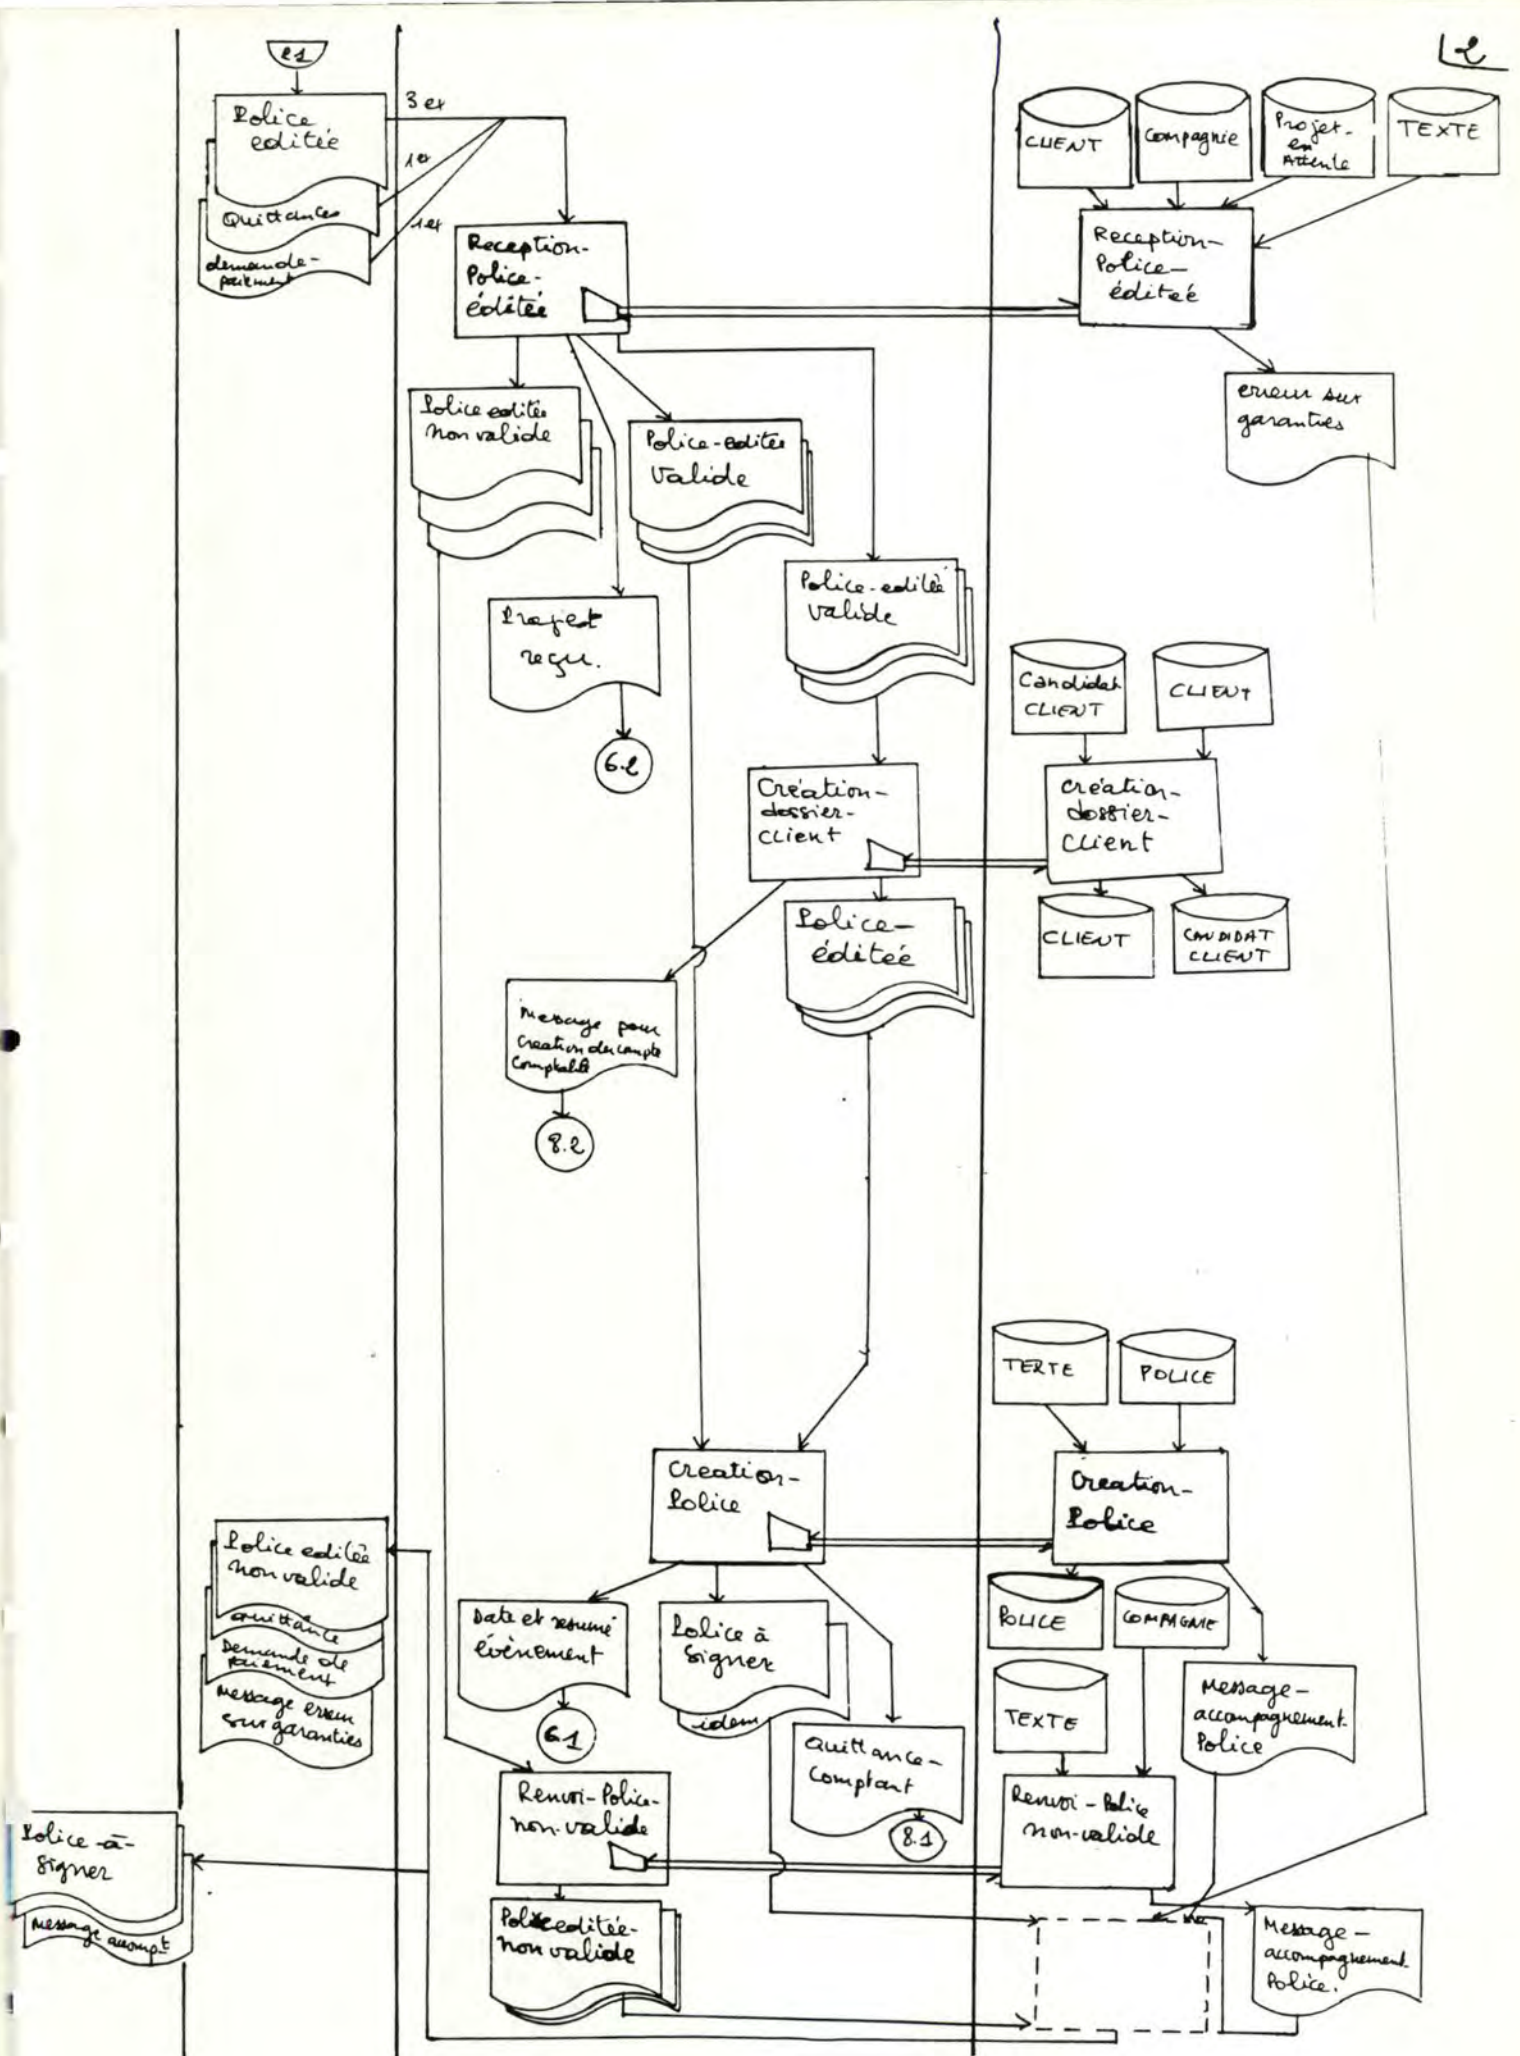 2
e1
Police
editée
3 ex
1 ex
1 ex
Quittances
demande-
paiement
CLIENT
Compagnie
Projet-
en
Attente
TEXTE
Reception-
Police-
éditée
Reception-
Police-
éditeé
erreur sur
garanties
Police editée
non valide
Police-editée
Valide
Police-editée
valide
Projet
reçu.
6.2
Candidat
CLIENT
CLIENT
Création-
dossier-
Client
création-
dossier-
Client
Police-
éditeé
CLIENT
CANDIDAT
CLIENT
Message pour
Creation du compte
Comptable
8.2
TEXTE
POLICE
Creation-
Police
Creation-
Police
Police editée
non valide
Quittance
Demande de
paiement
Message erreur
sur garanties
Date et resumé
évènement
6.1
Police à
signer
idem
Quittance-
Comptant
8.1
POLICE
COMPAGNIE
TEXTE
Message-
accompagnement-
Police
Renvoi-Police-
non-valide
Renvoi-Police
non-valide
Police-à-
signer
Message accompt
Police editée-
non valide
Message-
accompagnement-
Police.